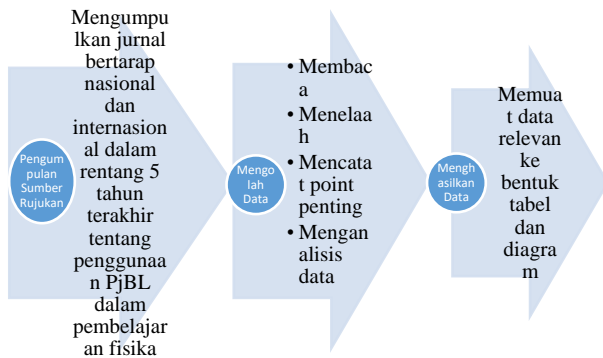 Pengum
pulan
Sumber
Rujukan
Mengumpu
lkan jurnal
bertarap
nasional
dan
internasion
al dalam
rentang 5
tahun
terakhir
tentang
penggunaa
n PjBL
dalam
pembelajar
an fisika
Mengo
lah
Data
• Membac
a
• Menelaa
h
• Mencata
t point
penting
• Mengan
alisis
data
Mengh
asilkan
Data
Memua
t data
relevan
ke
bentuk
tabel
dan
diagra
m